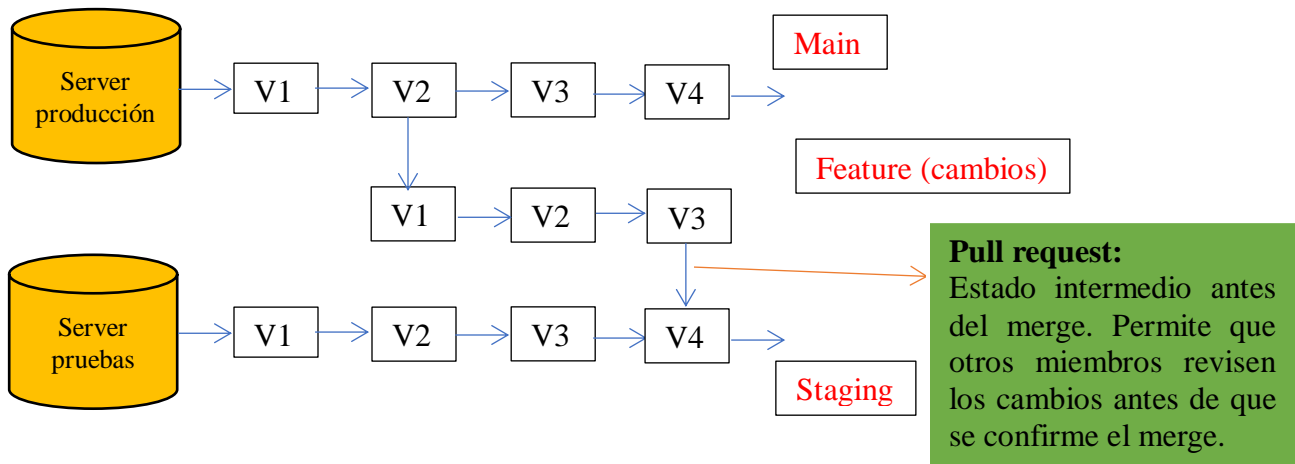 Main
Server
producción
V1
V2
V3
V4
Feature (cambios)
V1
V2
V3
Pull request:
Estado intermedio antes
del merge. Permite que
otros miembros revisen
los cambios antes de que
se confirme el merge.
Server
pruebas
V1
V2
V3
V4
Staging